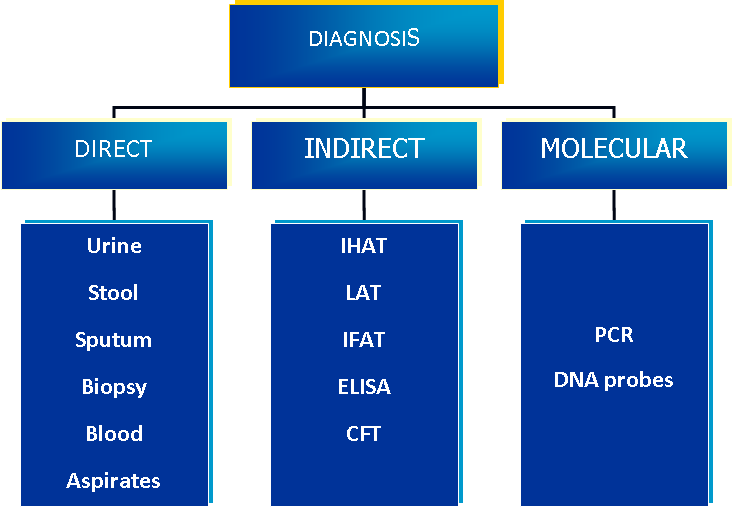 DIAGNOSIS
DIRECT
INDIRECT
MOLECULAR
Urine
Stool
Sputum
Biopsy
Blood
Aspirates
IHAT
LAT
IFAT
ELISA
CFT
PCR
DNA probes